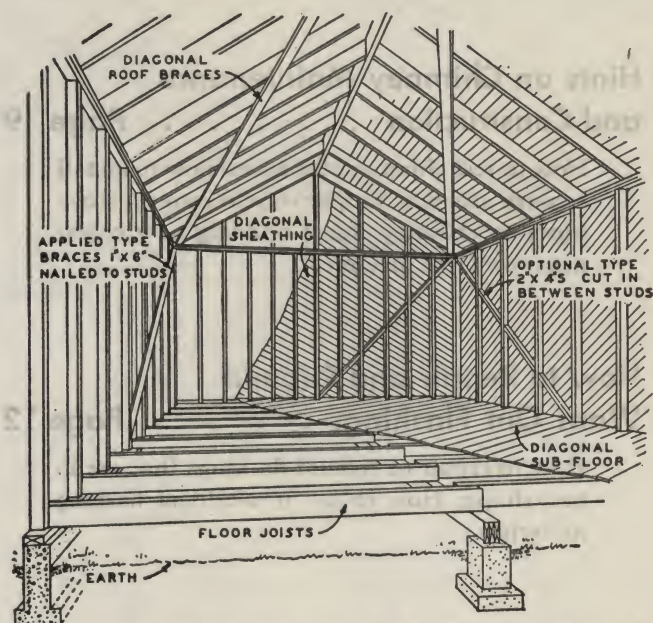 DIAGONAL
ROOF BRACES
DIAGONAL
SHEATHING
APPLIED TYPE
BRACES 1"X 6"
NAILED TO STUDS
OPTIONAL TYPE
2"X 4'S CUT IN
BETWEEN STUDS
DIAGONAL
SUB-FLOOR
FLOOR JOISTS
EARTH